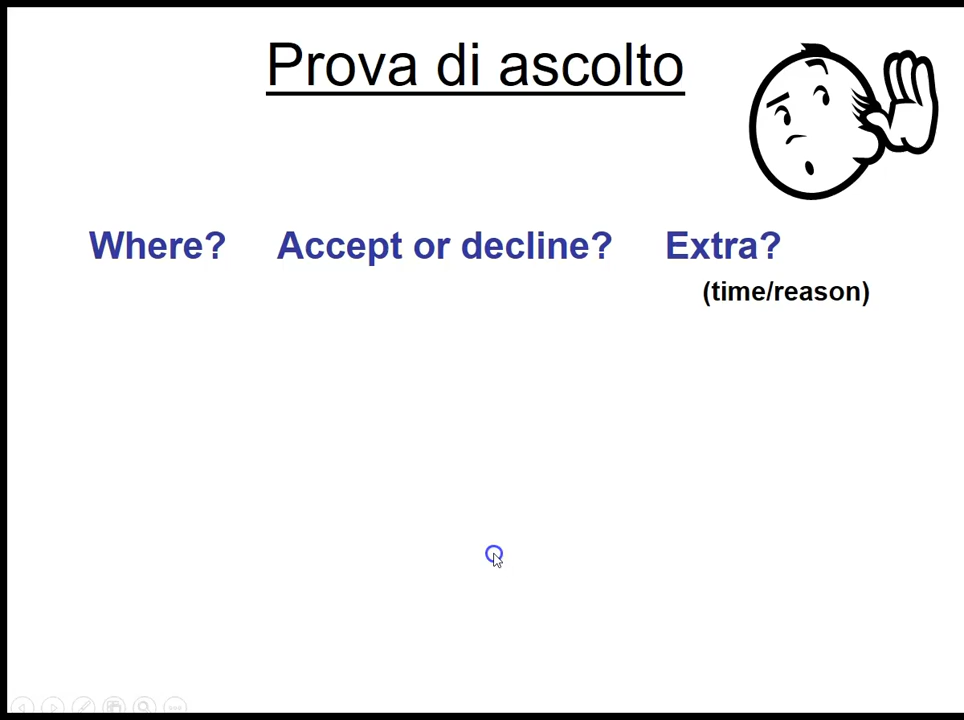 Prova di ascolto
Where? Accept or decline? Extra?
(time/reason)